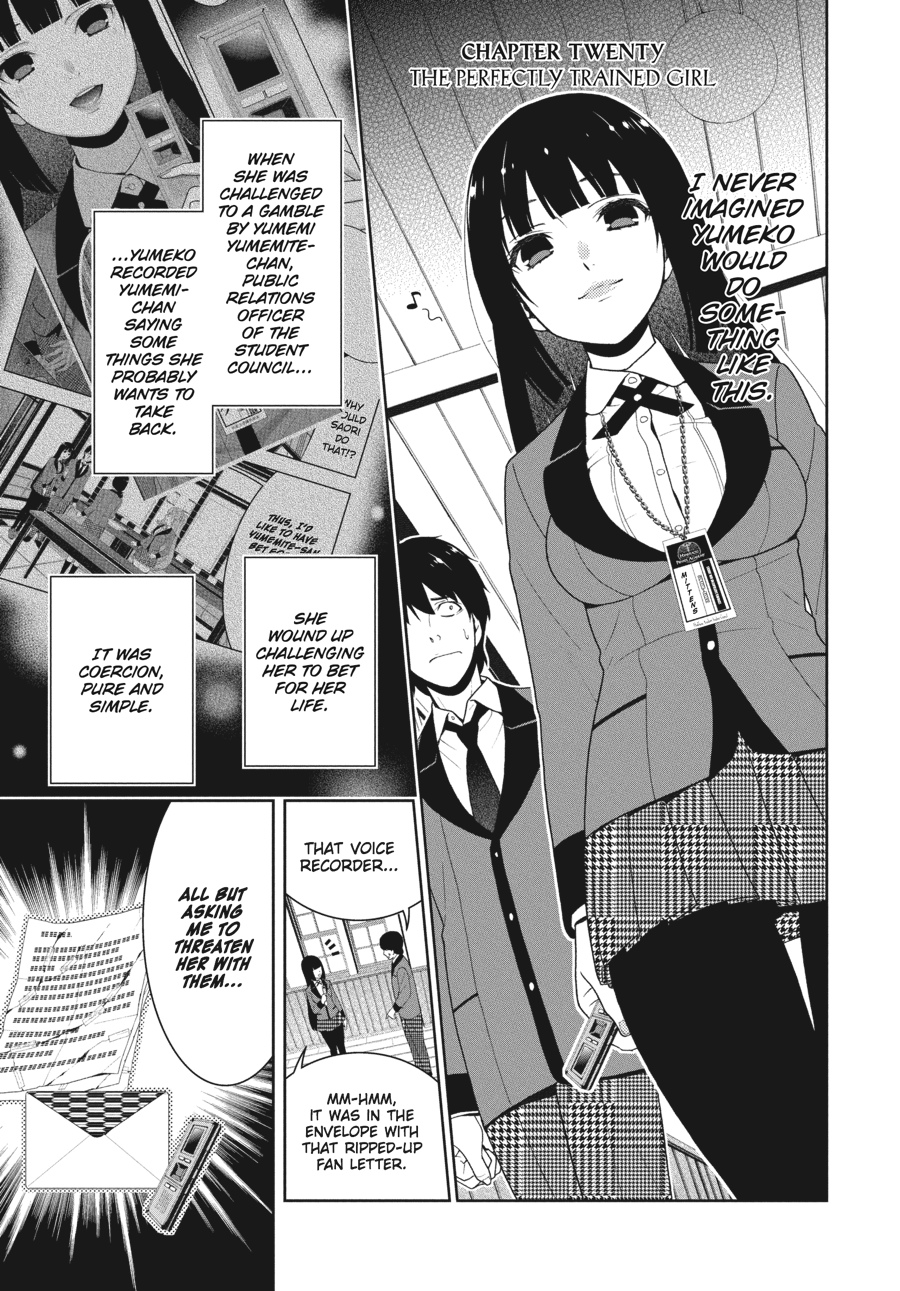 CHAPTER TWENTY
THE PERFECTLY TRAINED GIRL
I NEVER
IMAGINED
YUMEKO
WOULD
DO
SOME-
THING
LIKE
THIS.
MITTENS
WHEN
SHE WAS
CHALLENGED
TO A GAMBLE
BY YUMEMI
YUMEMITE-
CHAN,
PUBLIC
RELATIONS
OFFICER
OF THE
STUDENT
COUNCIL...
...YUMEKO
RECORDED
YUMEMI-
CHAN
SAYING
SOME
THINGS SHE
PROBABLY
WANTS TO
TAKE
BACK.
SAORI
DO
THAT!?
THUS, I'D
LIKE TO HAVE
YUMEMITE-SAN
SHE
WOUND UP
CHALLENGING
HER TO BET
FOR HER
LIFE.
IT WAS
COERCION,
PURE AND
SIMPLE.
THAT VOICE
RECORDER...
MM-HMM,
IT WAS IN THE
ENVELOPE WITH
THAT RIPPED-UP
FAN LETTER.
ALL BUT
ASKING
ME TO
THREATEN
HER WITH
THEM...